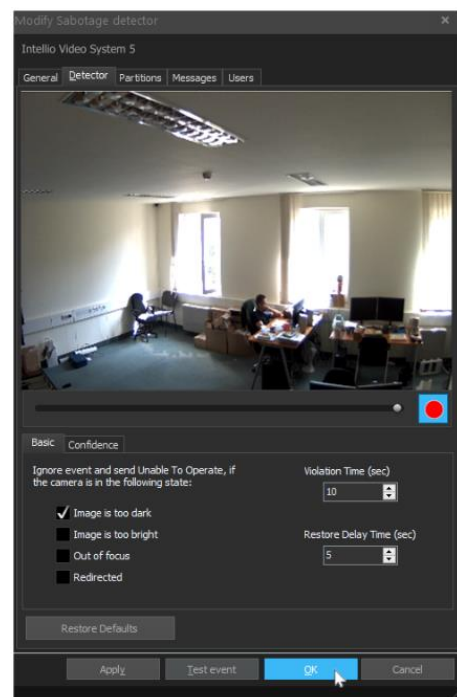 Modify Sabotage detector
Intellio Video System 5
General Detector Partitions Messages Users
Basic Confidence
Ignore event and send Unable To Operate, if
the camera is in the following state:
Image is too dark
Image is too bright
Out of focus
Redirected
Violation Time (sec)
10
Restore Delay Time (sec)
5
Restore Defaults
Apply Test event OK Cancel